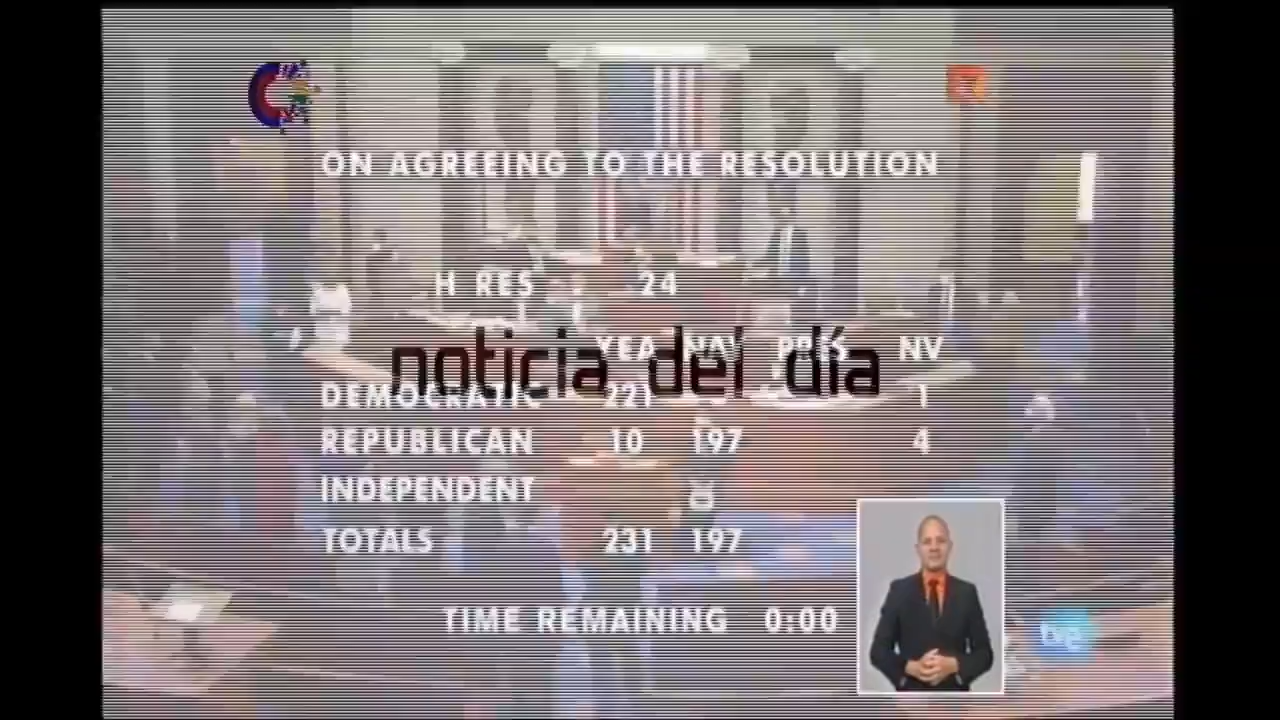 ON AGREEING TO THE RESOLUTION
H RES 24
YEA NAY PRES NV
noticia del día
DEMOCRATIC 221 1
REPUBLICAN 10 197 4
INDEPENDENT
TOTALS 231 197
TIME REMAINING 0:00